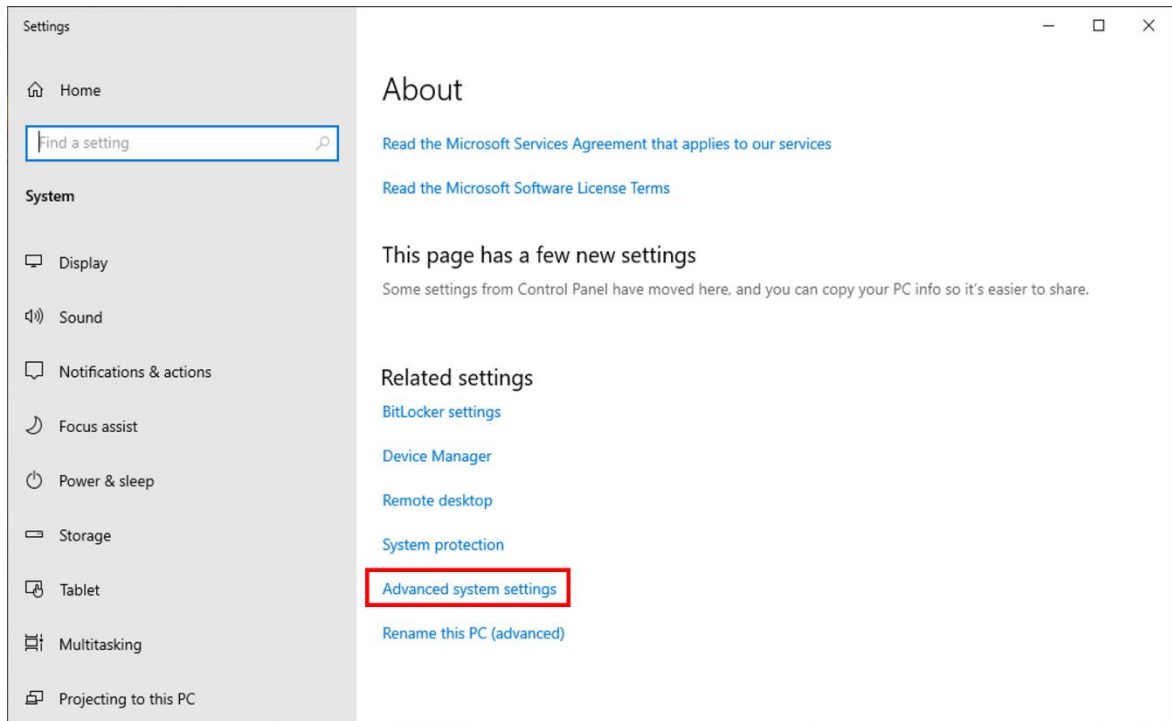 Settings
Home
Find a setting
System
Display
Sound
Notifications & actions
Focus assist
Power & sleep
Storage
Tablet
Multitasking
Projecting to this PC
About
Read the Microsoft Services Agreement that applies to our services
Read the Microsoft Software License Terms
This page has a few new settings
Some settings from Control Panel have moved here, and you can copy your PC info so it's easier to share.
Related settings
BitLocker settings
Device Manager
Remote desktop
System protection
Advanced system settings
Rename this PC (advanced)